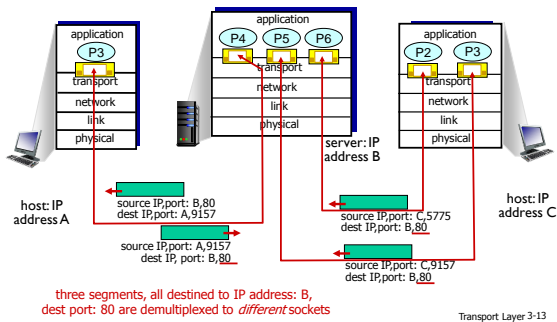 application
P3
transport
network
link
physical
host: IP
address A
application
P4 P5 P6
transport
network
link
physical
server: IP
address B
application
P2 P3
transport
network
link
physical
host: IP
address C
source IP,port: B,80
dest IP,port: A,9157
source IP,port: A,9157
dest IP, port: B,80
source IP,port: C,5775
dest IP,port: B,80
source IP,port: C,9157
dest IP,port: B,80
three segments, all destined to IP address: B,
dest port: 80 are demultiplexed to different sockets
Transport Layer 3-13